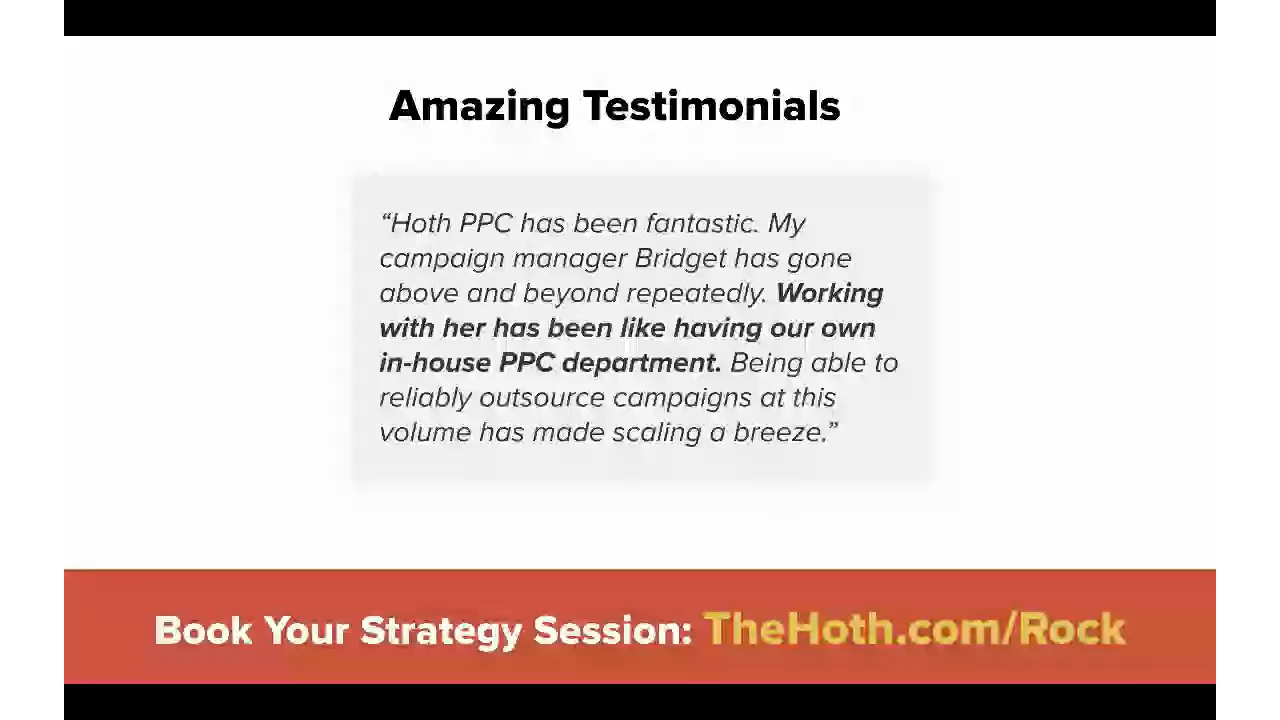 Amazing Testimonials
“Hoth PPC has been fantastic. My
campaign manager Bridget has gone
above and beyond repeatedly. Working
with her has been like having our own
in-house PPC department. Being able to
reliably outsource campaigns at this
volume has made scaling a breeze.”
Book Your Strategy Session: TheHoth.com/Rock